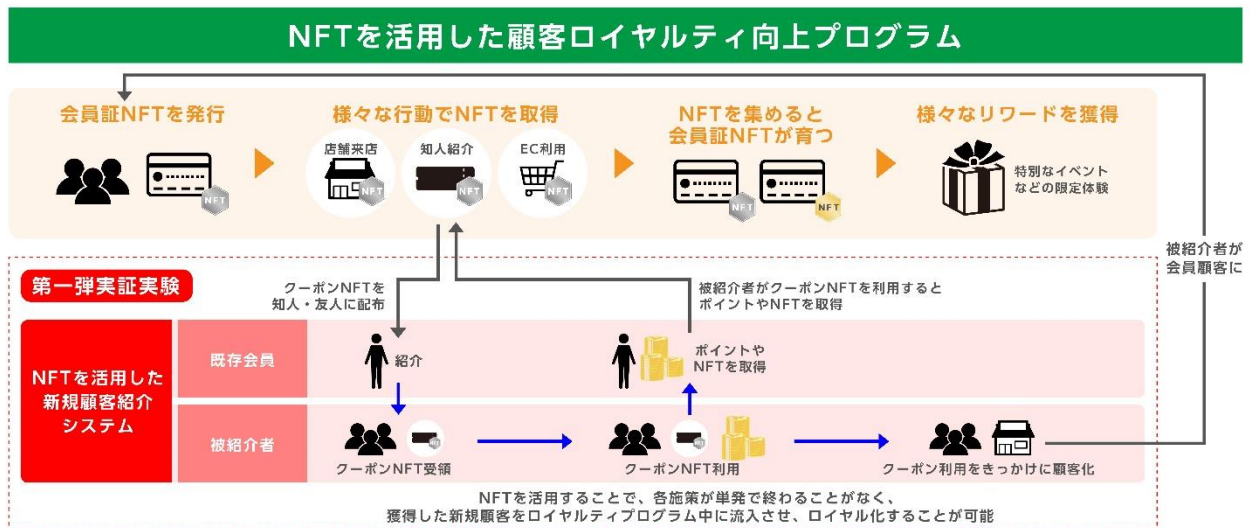 NFTを活用した顧客ロイヤルティ向上プログラム
会員証NFTを発行
様々な行動でNFTを取得
NFTを集めると
会員証NFTが育つ
様々なリワードを獲得
店舗来店
知人紹介
EC利用
NFT
NFT
NFT
NFT
NFT
NFT
特別なイベント
などの限定体験
被紹介者が
会員顧客に
第一弾実証実験
クーポンNFTを
知人・友人に配布
被紹介者がクーポンNFTを利用すると
ポイントやNFTを取得
NFTを活用した
新規顧客紹介
システム
既存会員
紹介
ポイントや
NFTを取得
被紹介者
クーポンNFT受領
クーポンNFT利用
クーポン利用をきっかけに顧客化
NFTを活用することで、各施策が単発で終わることがなく、
獲得した新規顧客をロイヤルティプログラム中に流入させ、ロイヤル化することが可能